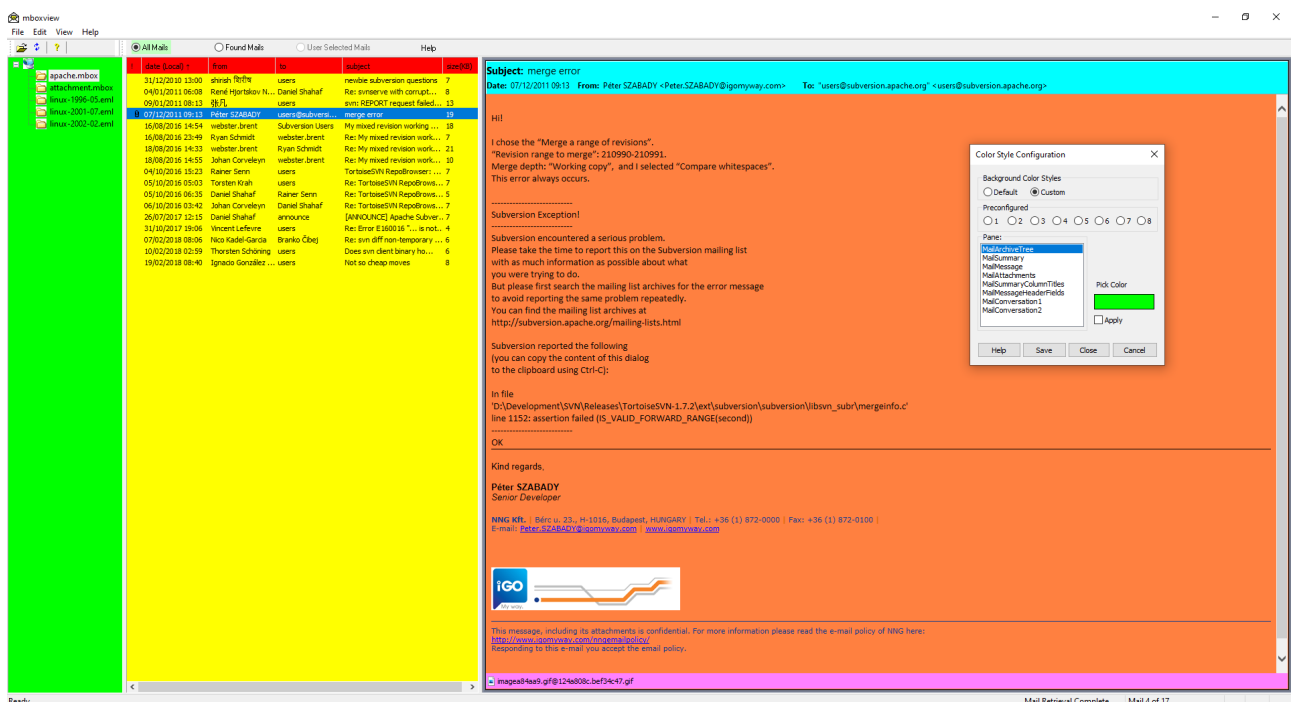 mboxview
File Edit View Help
All Mails Found Mails User Selected Mails Help
apache.mbox
attachment.mbox
linux-1996-05.eml
linux-2001-07.eml
linux-2002-02.eml
! date (Local) from to subject size(KB)
31/12/2010 13:00 shirish शिरीष users newbie subversion questions 7
04/01/2011 06:08 René Hjortskov N... Daniel Shahaf Re: svnserve with corrupt... 8
09/01/2011 08:13 张凡 users svn: REPORT request failed... 13
07/12/2011 09:13 Péter SZABADY users@subversi... merge error 19
16/08/2016 14:54 webster.brent Subversion Users My mixed revision working ... 18
16/08/2016 23:49 Ryan Schmidt webster.brent Re: My mixed revision work... 7
18/08/2016 14:33 webster.brent Ryan Schmidt Re: My mixed revision work... 21
18/08/2016 14:55 Johan Corveleyn webster.brent Re: My mixed revision work... 10
04/10/2016 15:23 Rainer Senn users TortoiseSVN RepoBrowser: ... 7
05/10/2016 05:03 Torsten Krah users Re: TortoiseSVN RepoBrows... 7
05/10/2016 06:35 Daniel Shahaf Rainer Senn Re: TortoiseSVN RepoBrows... 5
06/10/2016 03:42 Johan Corveleyn Daniel Shahaf Re: TortoiseSVN RepoBrows... 7
26/07/2017 12:15 Daniel Shahaf announce [ANNOUNCE] Apache Subver... 7
31/10/2017 19:06 Vincent Lefevre users Re: Error E160016 "... is not... 4
07/02/2018 08:06 Nico Kadel-Garcia Branko Čibej Re: svn diff non-temporary ... 6
10/02/2018 02:59 Thorsten Schöning users Does svn client binary ho... 6
19/02/2018 08:40 Ignacio González ... users Not so cheap moves 8
Subject: merge error
Date: 07/12/2011 09:13 From: Péter SZABADY <Peter.SZABADY@igomyway.com> To: "users@subversion.apache.org" <users@subversion.apache.org>
Hi!
I chose the “Merge a range of revisions”.
“Revision range to merge”: 210990-210991.
Merge depth: “Working copy”, and I selected “Compare whitespaces”.
This error always occurs.
---------------------------
Subversion Exception!
---------------------------
Subversion encountered a serious problem.
Please take the time to report this on the Subversion mailing list
with as much information as possible about what
you were trying to do.
But please first search the mailing list archives for the error message
to avoid reporting the same problem repeatedly.
You can find the mailing list archives at
http://subversion.apache.org/mailing-lists.html
Subversion reported the following
(you can copy the content of this dialog
to the clipboard using Ctrl-C):
In file
'D:\Development\SVN\Releases\TortoiseSVN-1.7.2\ext\subversion\subversion\libsvn_subr\mergeinfo.c'
line 1152: assertion failed (IS_VALID_FORWARD_RANGE(second))
---------------------------
OK
Kind regards,
Péter SZABADY
Senior Developer
NNG Kft. | Bérc u. 23., H-1016, Budapest, HUNGARY | Tel.: +36 (1) 872-0000 | Fax: +36 (1) 872-0100 |
E-mail: Peter.SZABADY@igomyway.com | www.igomyway.com
iGO
My way.
This message, including its attachments is confidential. For more information please read the e-mail policy of NNG here:
http://www.igomyway.com/nngemailpolicy/
Responding to this e-mail you accept the email policy.
imagea84aa9.gif@124a808c.bef34c47.gif
Color Style Configuration
Background Color Styles
Default Custom
Preconfigured
1 2 3 4 5 6 7 8
Pane:
MailArchiveTree
MailSummary
MailMessage
MailAttachments
MailSummaryColumnTitles
MailMessageHeaderFields
MailConversation1
MailConversation2
Pick Color
Apply
Help Save Close Cancel
Ready Mail Retrieval Complete Mail 4 of 17